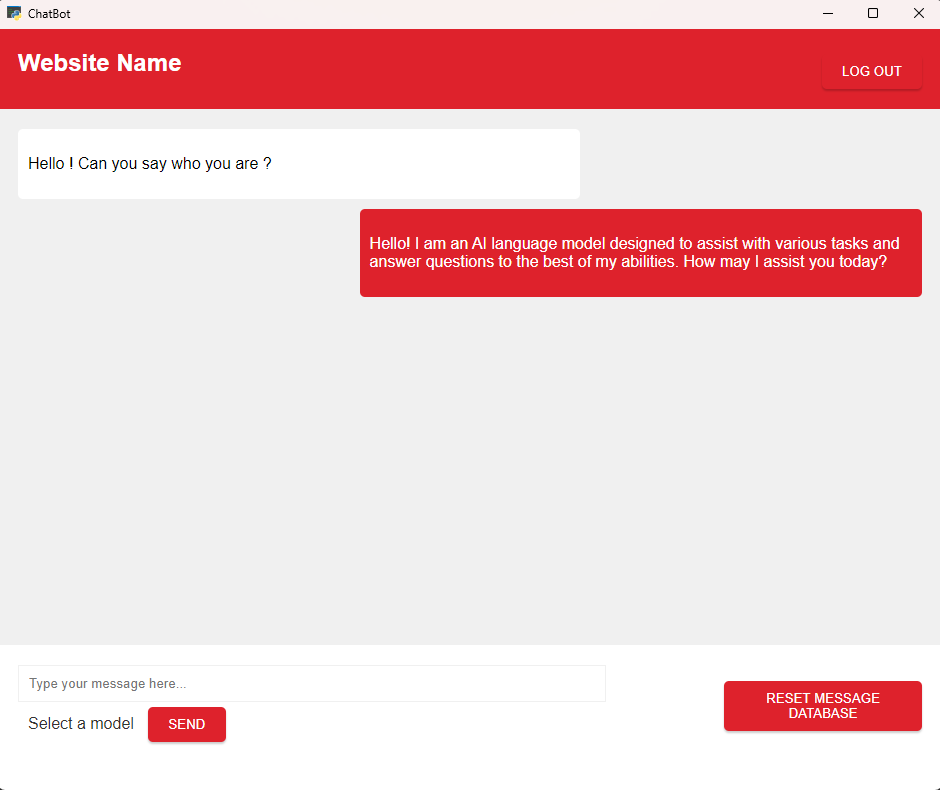 ChatBot
Website Name
LOG OUT
Hello ! Can you say who you are ?
Hello! I am an AI language model designed to assist with various tasks and
answer questions to the best of my abilities. How may I assist you today?
Type your message here...
Select a model
SEND
RESET MESSAGE
DATABASE